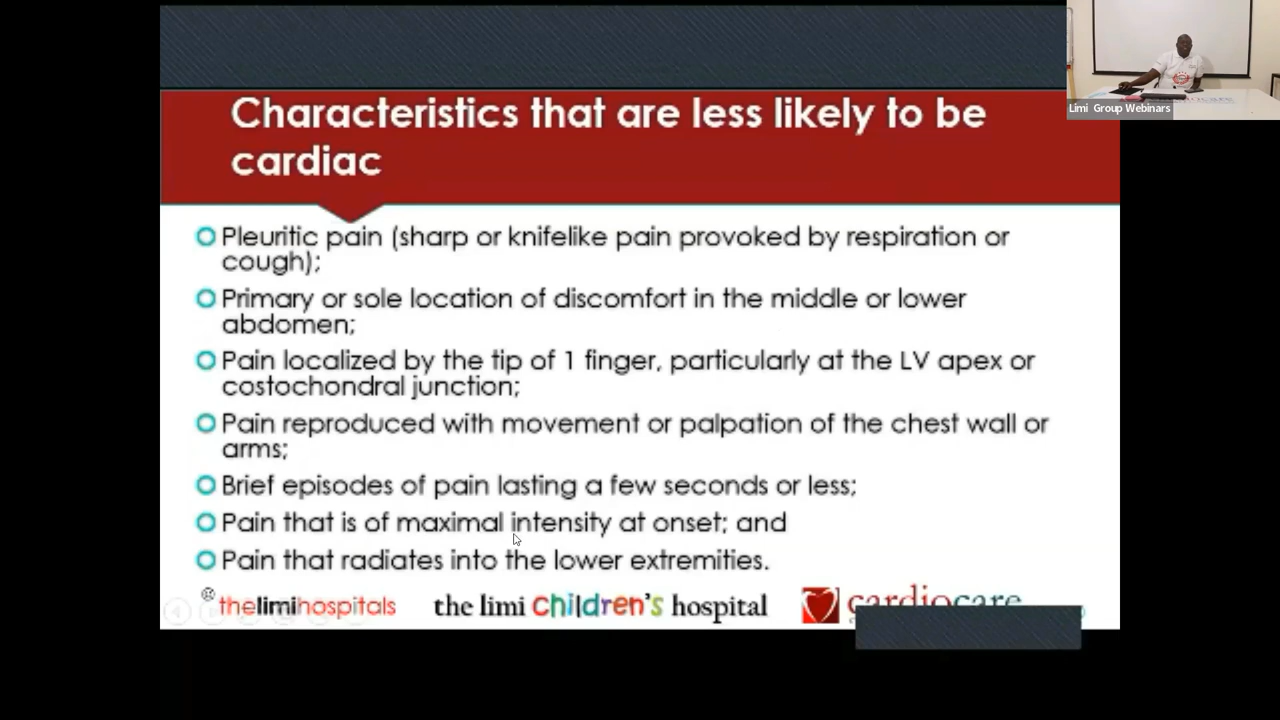 Characteristics that are less likely to be
cardiac
Limi Group Webinars
Pleuritic pain (sharp or knifelike pain provoked by respiration or
cough);
Primary or sole location of discomfort in the middle or lower
abdomen;
Pain localized by the tip of 1 finger, particularly at the LV apex or
costochondral junction;
Pain reproduced with movement or palpation of the chest wall or
arms;
Brief episodes of pain lasting a few seconds or less;
Pain that is of maximal intensity at onset; and
Pain that radiates into the lower extremities.
thelimihospitals
the limi Children's hospital
cardiocare